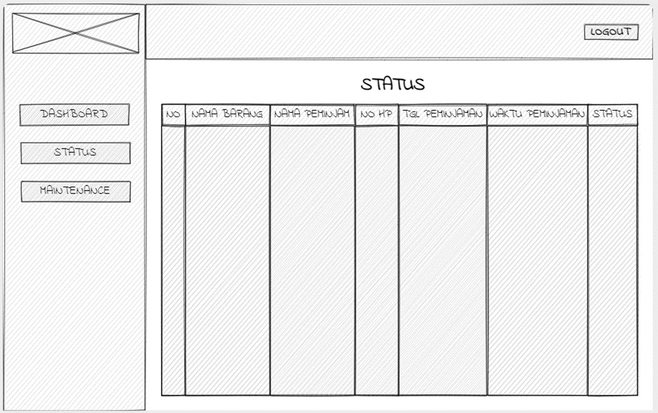 LOGOUT
STATUS
DASHBOARD
STATUS
MAINTENANCE
NO NAMA BARANG NAMA PEMINJAM NO HP TGL PEMINJAMAN WAKTU PEMINJAMAN STATUS